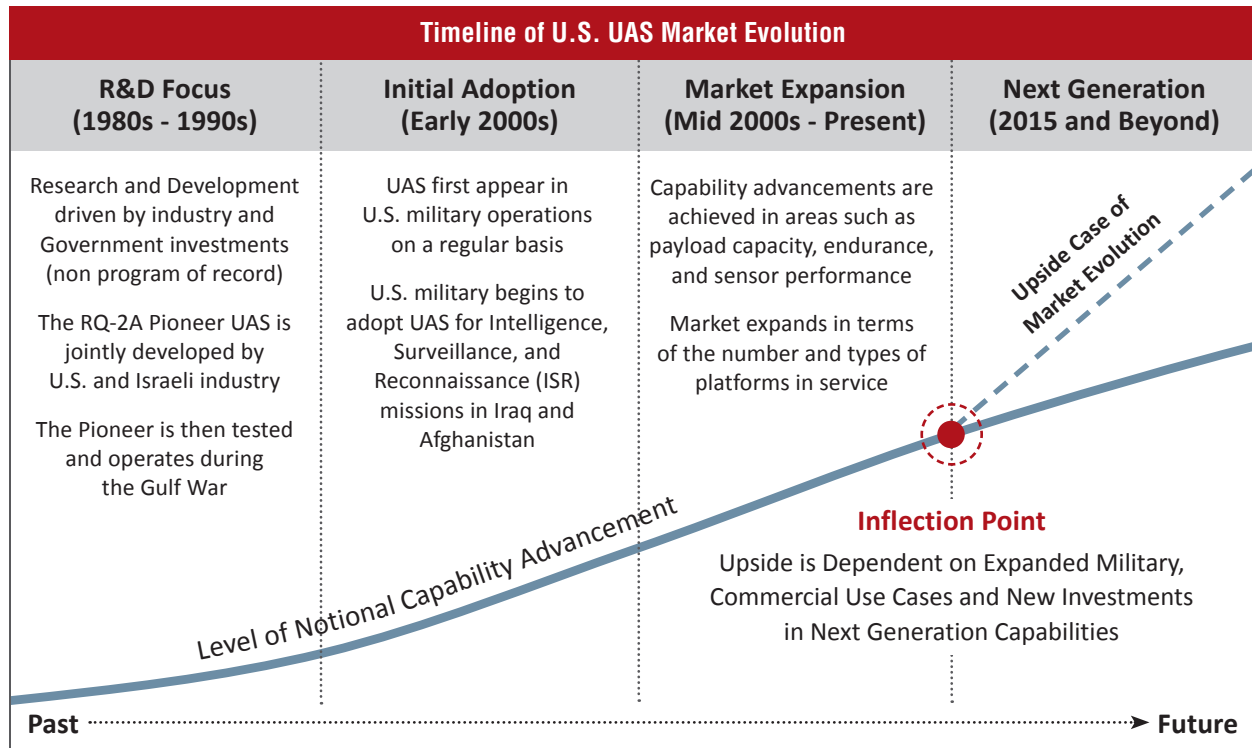 Timeline of U.S. UAS Market Evolution
R&D Focus
(1980s - 1990s)
Research and Development
driven by industry and
Government investments
(non program of record)
The RQ-2A Pioneer UAS is
jointly developed by
U.S. and Israeli industry
The Pioneer is then tested
and operates during
the Gulf War
Initial Adoption
(Early 2000s)
UAS first appear in
U.S. military operations
on a regular basis
U.S. military begins to
adopt UAS for Intelligence,
Surveillance, and
Reconnaissance (ISR)
missions in Iraq and
Afghanistan
Market Expansion
(Mid 2000s - Present)
Capability advancements are
achieved in areas such as
payload capacity, endurance,
and sensor performance
Market expands in terms
of the number and types of
platforms in service
Next Generation
(2015 and Beyond)
Upside Case of
Market Evolution
Level of Notional Capability Advancement
Inflection Point
Upside is Dependent on Expanded Military,
Commercial Use Cases and New Investments
in Next Generation Capabilities
Past
Future